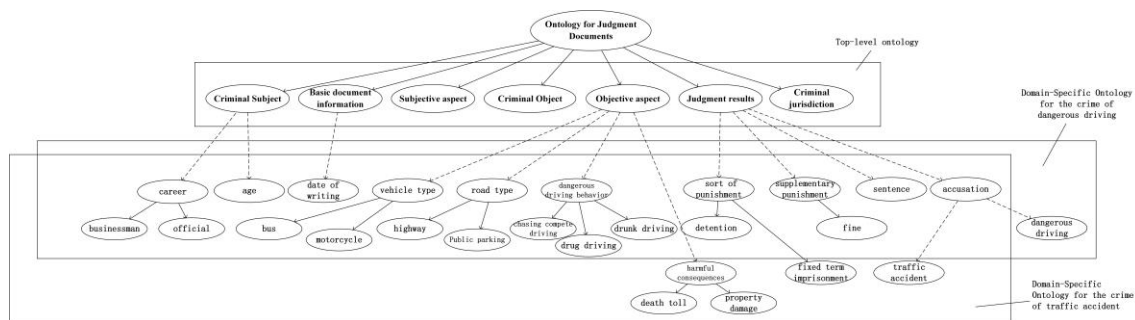 Ontology for Judgment
Documents
Top-level ontology
Criminal Subject
Basic document
information
Subjective aspect
Criminal Object
Objective aspect
Judgment results
Criminal
jurisdiction
Domain-Specific Ontology
for the crime of
dangerous driving
career
age
date of
writing
vehicle type
road type
dangerous
driving behavior
sort of
punishment
supplementary
punishment
sentence
accusation
businessman
official
bus
motorcycle
highway
Public parking
chasing compete
driving
drug driving
drunk driving
detention
fine
dangerous
driving
harmful
consequences
fixed term
imprisonment
traffic
accident
death toll
property
damage
Domain-Specific
Ontology for the crime
of traffic accident